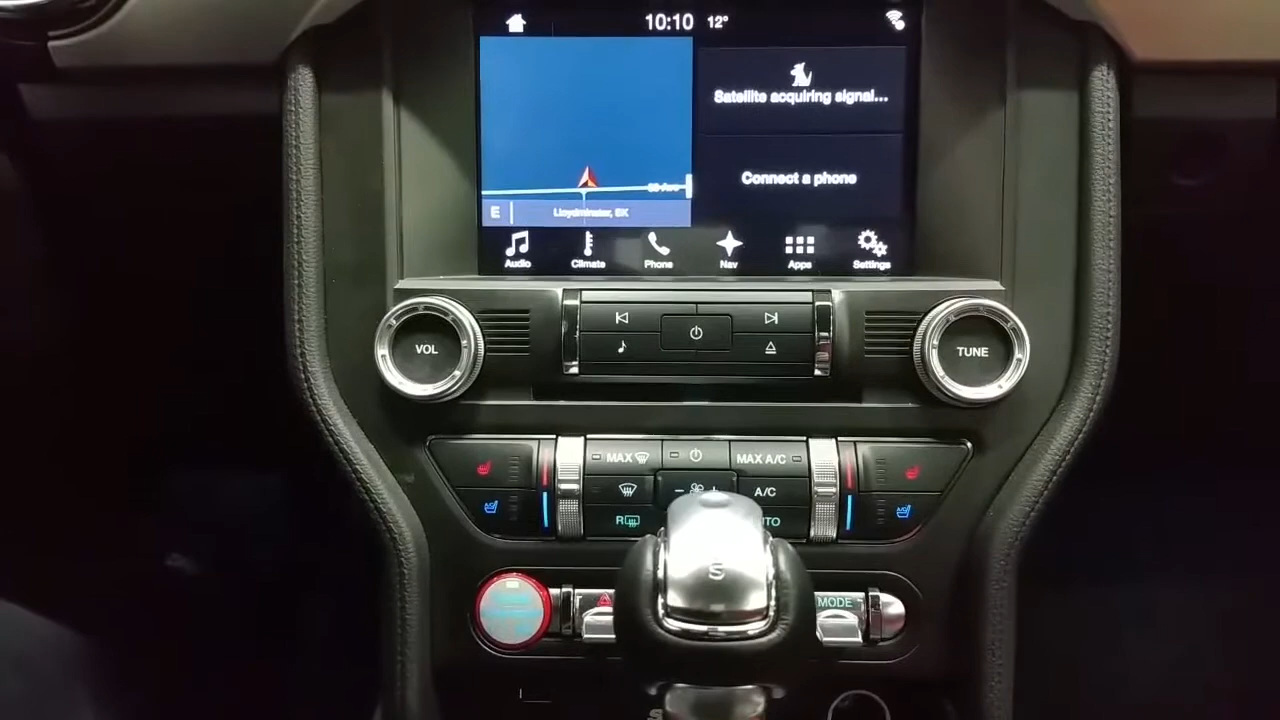 10:10 12°
Satellite acquiring signal...
Connect a phone
E Lloydminster, SK
Audio Climate Phone Nav Apps Settings
VOL
TUNE
MAX
MAX A/C
A/C
R
S
MODE